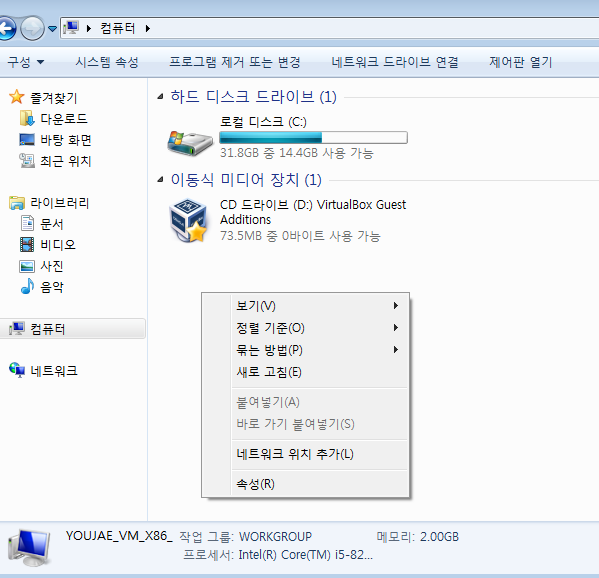 컴퓨터
구성 시스템 속성 프로그램 제거 또는 변경 네트워크 드라이브 연결 제어판 열기
즐겨찾기
다운로드
바탕 화면
최근 위치
라이브러리
문서
비디오
사진
음악
컴퓨터
네트워크
하드 디스크 드라이브 (1)
로컬 디스크 (C:)
31.8GB 중 14.4GB 사용 가능
이동식 미디어 장치 (1)
CD 드라이브 (D:) VirtualBox Guest
Additions
73.5MB 중 0바이트 사용 가능
보기(V)
정렬 기준(O)
묶는 방법(P)
새로 고침(E)
붙여넣기(A)
바로 가기 붙여넣기(S)
네트워크 위치 추가(L)
속성(R)
YOUJAE_VM_X86_ 작업 그룹: WORKGROUP 메모리: 2.00GB
프로세서: Intel(R) Core(TM) i5-82...